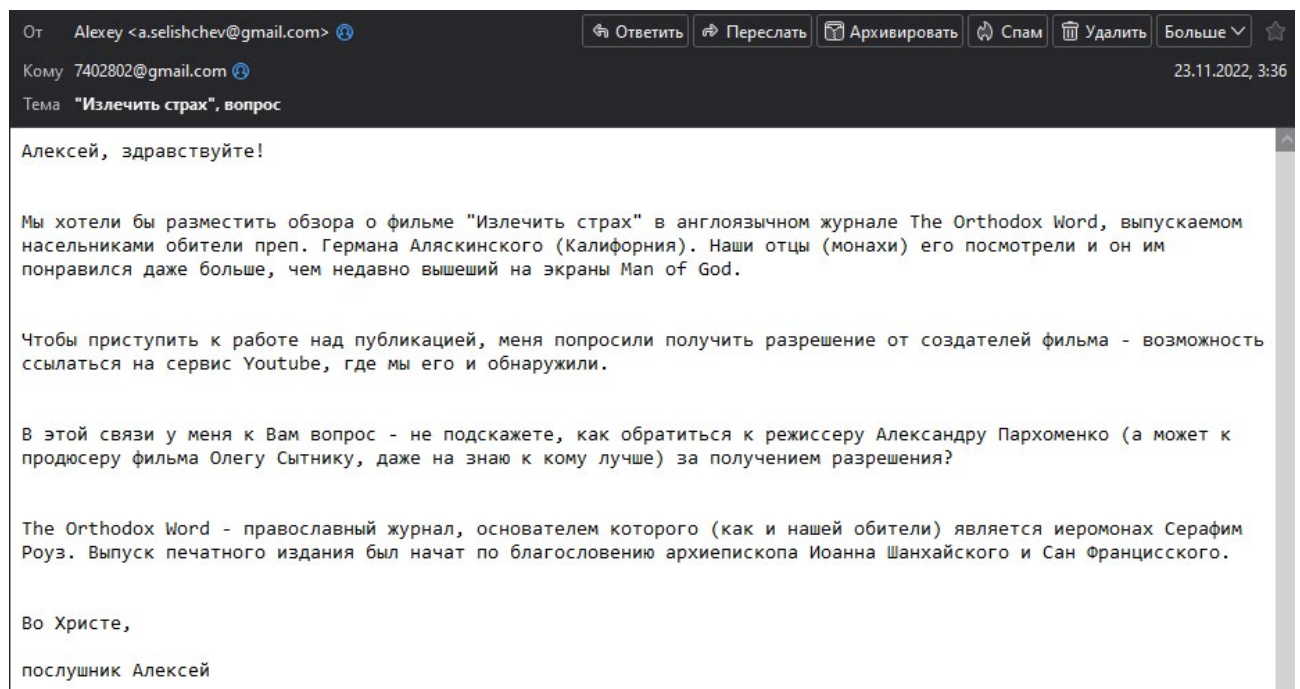 От Alexey <a.selishchev@gmail.com> Ответить Переслать Архивировать Спам Удалить Больше
Кому 7402802@gmail.com 23.11.2022, 3:36
Тема "Излечить страх", вопрос
Алексей, здравствуйте!
Мы хотели бы разместить обзора о фильме "Излечить страх" в англоязычном журнале The Orthodox Word, выпускаемом
насельниками обители преп. Германа Аляскинского (Калифорния). Наши отцы (монахи) его посмотрели и он им
понравился даже больше, чем недавно вышеший на экраны Man of God.
Чтобы приступить к работе над публикацией, меня попросили получить разрешение от создателей фильма - возможность
ссылаться на сервис Youtube, где мы его и обнаружили.
В этой связи у меня к Вам вопрос - не подскажете, как обратиться к режиссеру Александру Пархоменко (а может к
продюсеру фильма Олегу Сытнику, даже на знаю к кому лучше) за получением разрешения?
The Orthodox Word - православный журнал, основателем которого (как и нашей обители) является иеромонах Серафим
Роуз. Выпуск печатного издания был начат по благословению архиепископа Иоанна Шанхайского и Сан Францисского.
Во Христе,
послушник Алексей